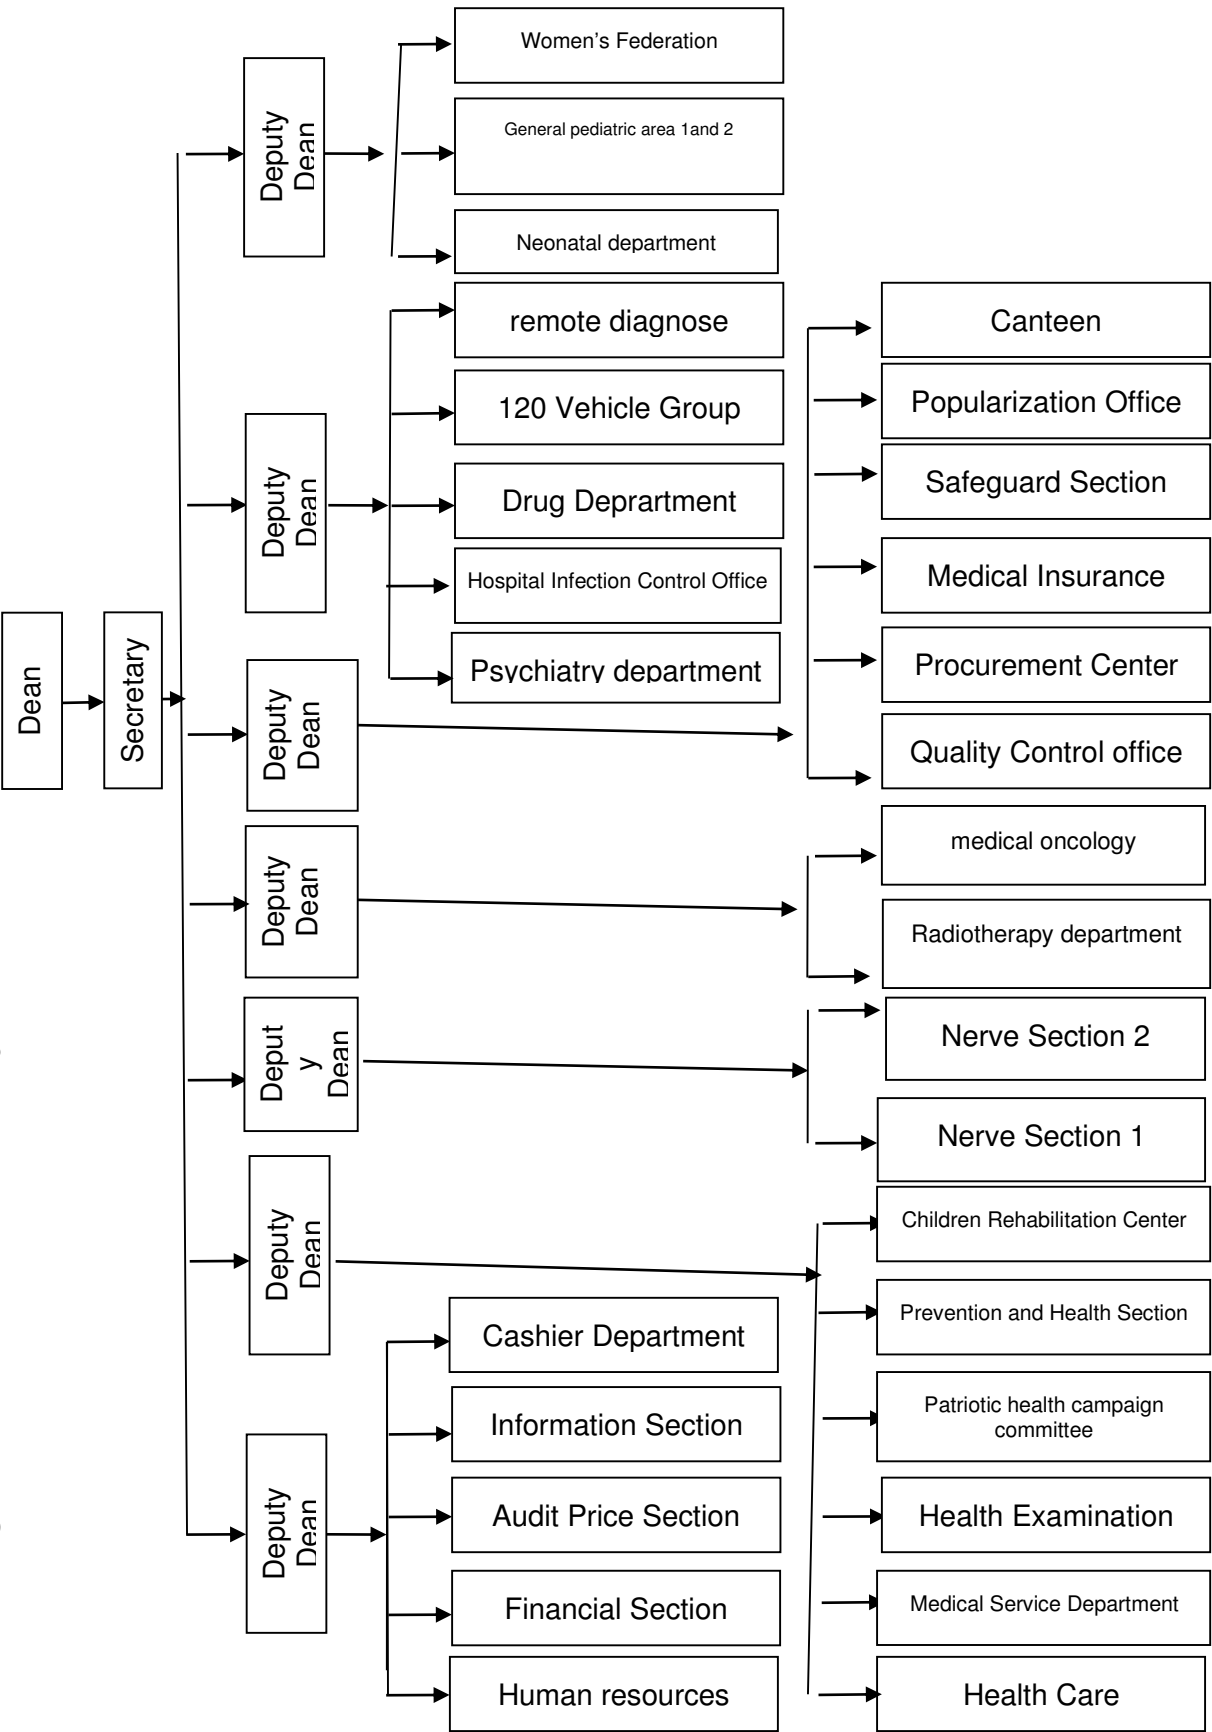 Dean
Secretary
Deputy
Dean
Women's Federation
General pediatric area 1and 2
Neonatal department
Deputy
Dean
remote diagnose
120 Vehicle Group
Drug Deprartment
Hospital Infection Control Office
Psychiatry department
Deputy
Dean
Canteen
Popularization Office
Safeguard Section
Medical Insurance
Procurement Center
Quality Control office
Deputy
Dean
medical oncology
Radiotherapy department
Deput
y
Dean
Nerve Section 2
Nerve Section 1
Deputy
Dean
Children Rehabilitation Center
Prevention and Health Section
Patriotic health campaign
committee
Health Examination
Medical Service Department
Health Care
Deputy
Dean
Cashier Department
Information Section
Audit Price Section
Financial Section
Human resources